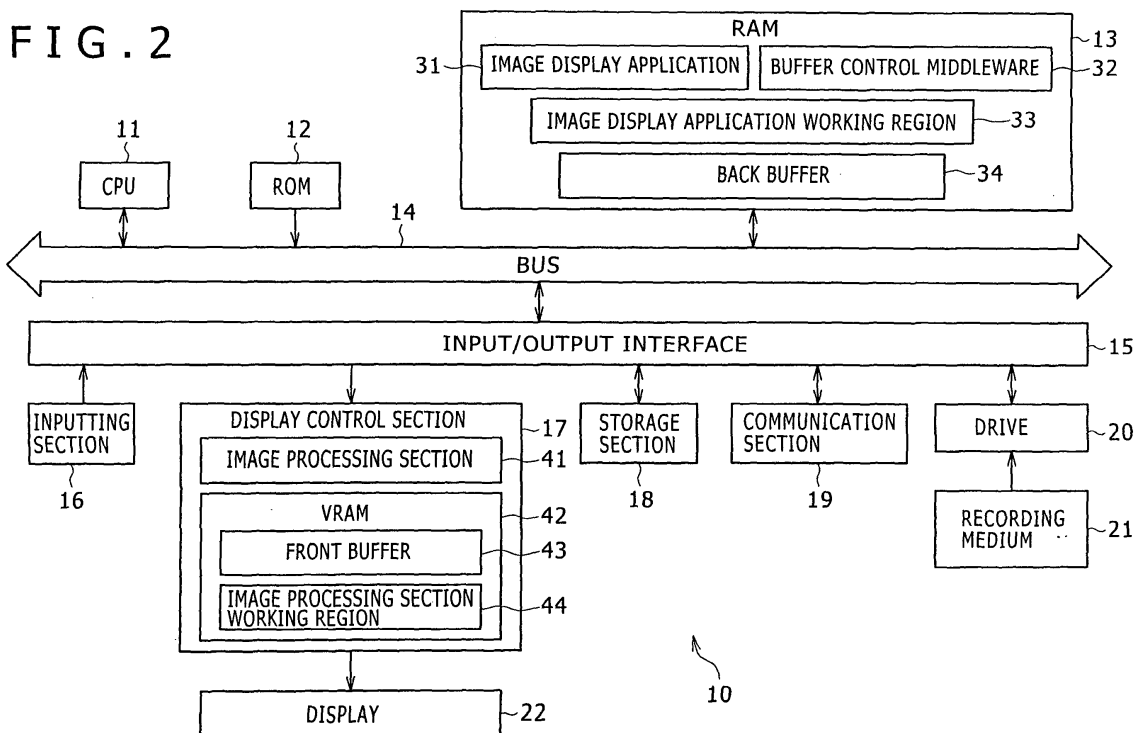 FIG.2
RAM
13
31
IMAGE DISPLAY APPLICATION
BUFFER CONTROL MIDDLEWARE
32
IMAGE DISPLAY APPLICATION WORKING REGION
33
BACK BUFFER
34
11
CPU
12
ROM
14
BUS
INPUT/OUTPUT INTERFACE
15
INPUTTING
SECTION
16
DISPLAY CONTROL SECTION
17
IMAGE PROCESSING SECTION
41
VRAM
42
FRONT BUFFER
43
IMAGE PROCESSING SECTION
WORKING REGION
44
STORAGE
SECTION
18
COMMUNICATION
SECTION
19
DRIVE
20
RECORDING
MEDIUM
21
10
DISPLAY
22